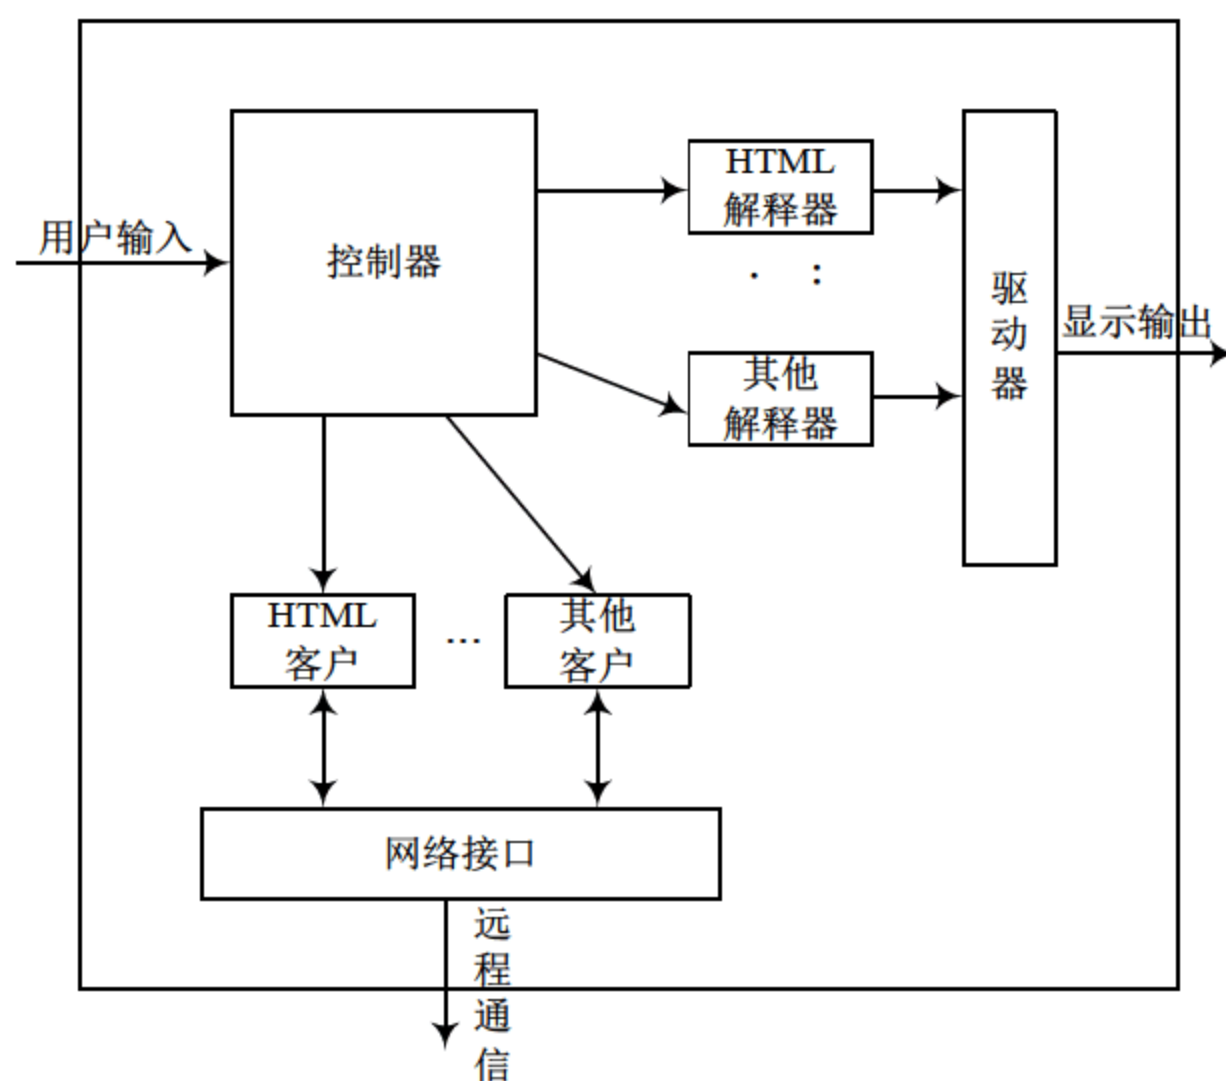 用户输入
控制器
HTML
解释器
· :
其他
解释器
驱
动
器
显示输出
HTML
客户
...
其他
客户
网络接口
远
程
通
信